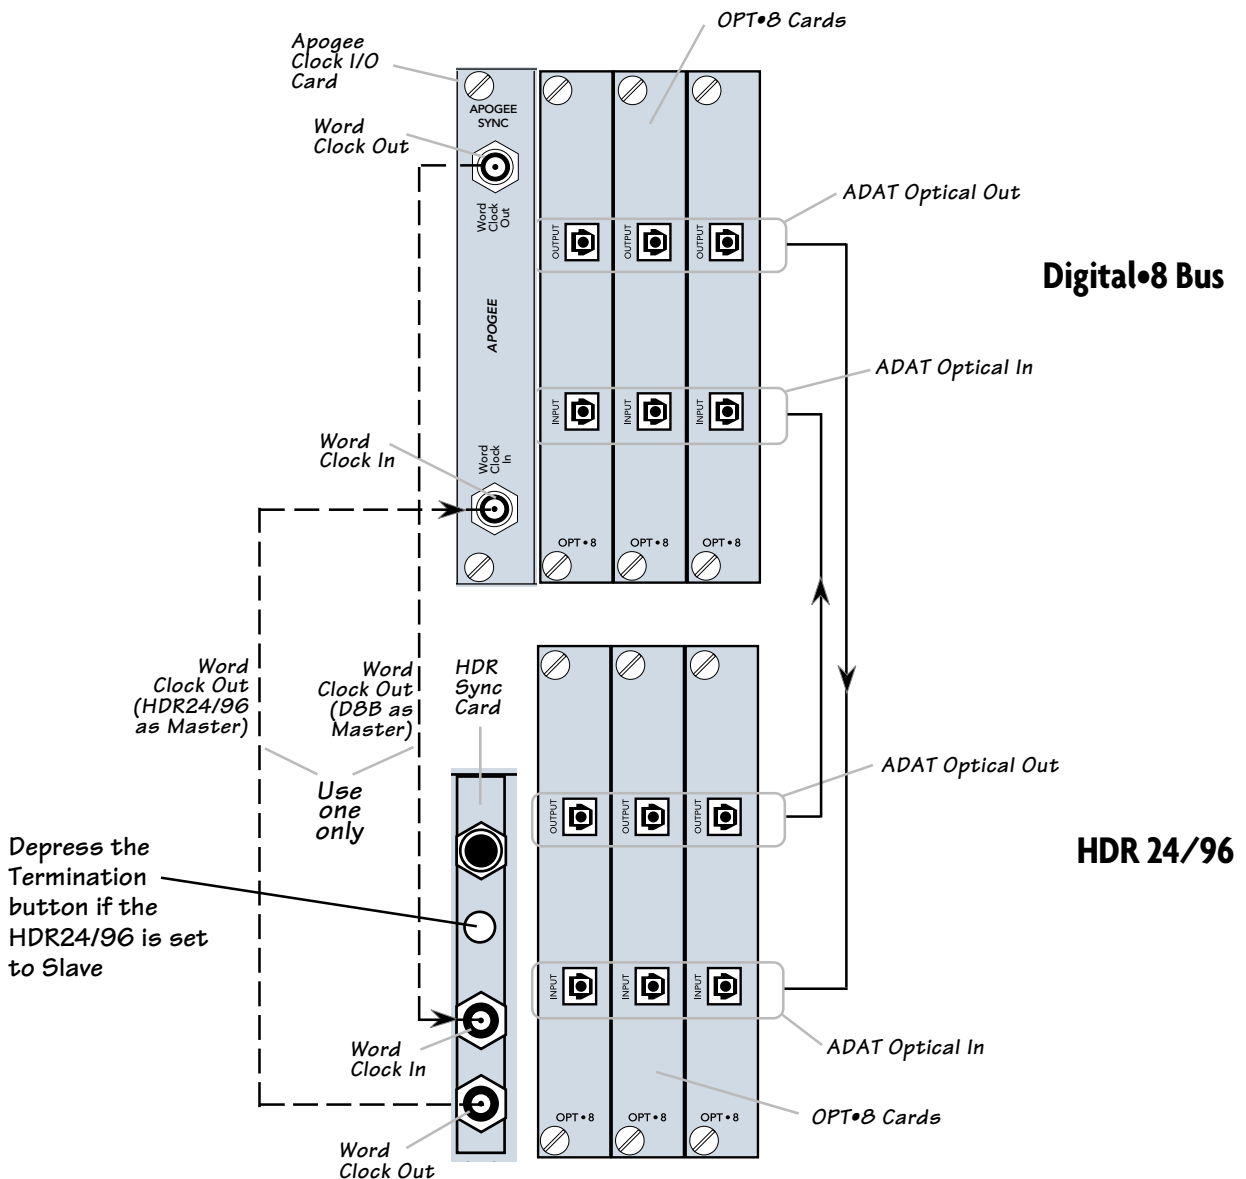 OPT•8 Cards
Apogee
Clock I/O
Card
APOGEE
SYNC
Word
Clock Out
Word
Clock
Out
ADAT Optical Out
OUTPUT
OUTPUT
OUTPUT
Digital•8 Bus
APOGEE
ADAT Optical In
INPUT
INPUT
INPUT
Word
Clock In
Word
Clock
In
OPT•8
OPT•8
OPT•8
Word
Clock Out
(HDR24/96
as Master)
Word
Clock Out
(D8B as
Master)
HDR
Sync
Card
Use
one
only
ADAT Optical Out
OUTPUT
OUTPUT
OUTPUT
HDR 24/96
Depress the
Termination
button if the
HDR24/96 is set
to Slave
INPUT
INPUT
INPUT
Word
Clock In
ADAT Optical In
OPT•8
OPT•8
OPT•8
OPT•8 Cards
Word
Clock Out